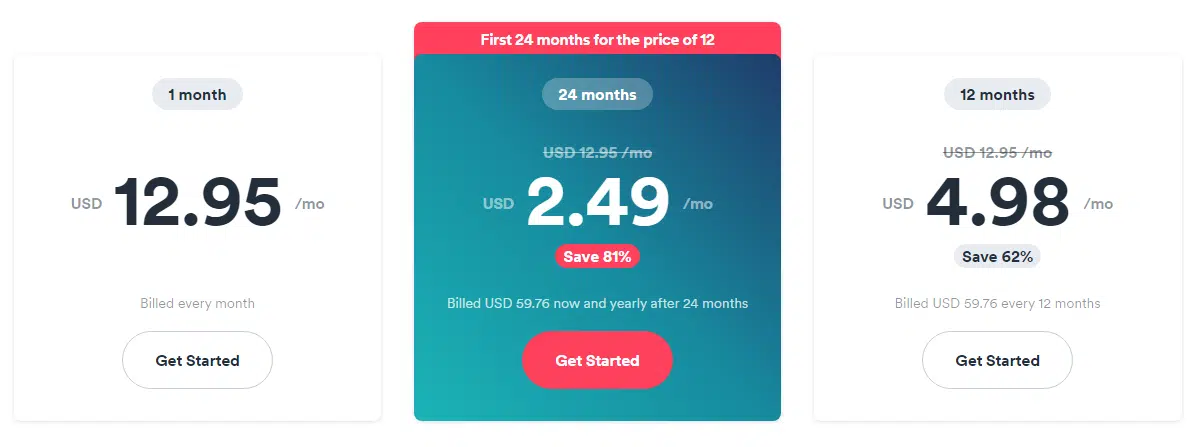 1 month
USD 12.95 /mo
Billed every month
Get Started
First 24 months for the price of 12
24 months
USD 12.95 /mo
USD 2.49 /mo
Save 81%
Billed USD 59.76 now and yearly after 24 months
Get Started
12 months
USD 12.95 /mo
USD 4.98 /mo
Save 62%
Billed USD 59.76 every 12 months
Get Started